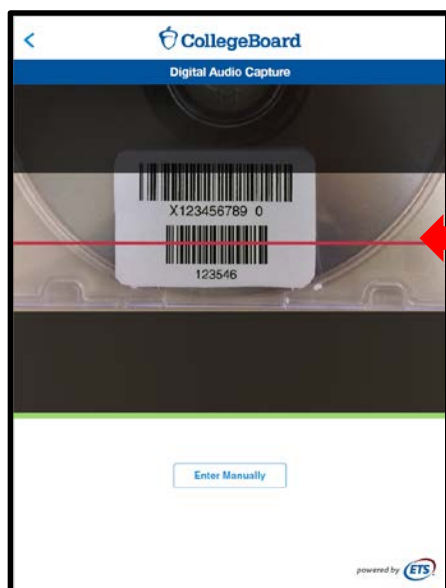 CollegeBoard
Digital Audio Capture
X123456789 0
123546
Enter Manually
powered by ETS